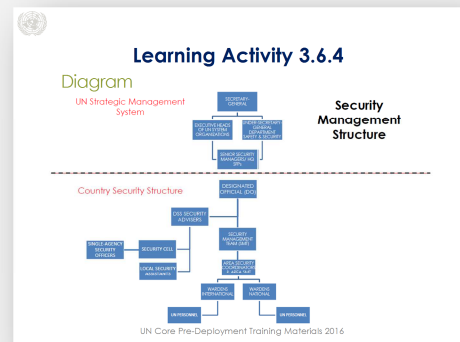 Learning Activity 3.6.4
Diagram
UN Strategic Management
System
Security
Management
Structure
SECRETARY-
GENERAL
EXECUTIVE HEADS
OF UN SYSTEM
ORGANIZATIONS
UNDER SECRETARY
GENERAL
DEPARTMENT
SAFETY & SECURITY
SENIOR SECURITY
MANAGERS/ HQ
SFPs
Country Security Structure
DESIGNATED
OFFICIAL (DO)
DSS SECURITY
ADVISERS
SECURITY
MANAGEMENT
TEAM (SMT)
SINGLE-AGENCY
SECURITY
OFFICERS
SECURITY CELL
LOCAL SECURITY
AREA SECURITY
COORDINATORS
& AREA SMT
WARDENS
INTERNATIONAL
WARDENS
NATIONAL
UN PERSONNEL
UN PERSONNEL
UN Core Pre-Deployment Training Materials 2016